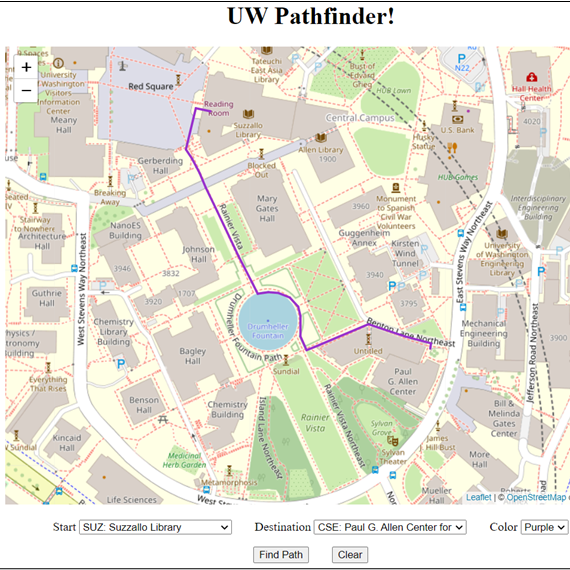 UW Pathfinder!
+
−
Red Square
University
Washington
Visitors
Information
Center
Meany
Hall
Tateuchi
East Asia
Library
Bust of
Edvard
Grieg
HUB Lawn
P
N22
Hall Health
Center
4020
Reading
Room
Suzzallo
Library
Central Campus
Allen Library
1900
Husky
Statue
U.S. Bank
HUB Games
Gerberding
Hall
Blocked
Out
Breaking
Away
Stairway
to Nowhere
Architecture
Hall
NanoES
Building
Rainier Vista
Mary
Gates
Hall
3960
Monument
to Spanish
Civil War
Volunteers
Interdisciplinary
Engineering
Building
Guggenheim
Annex
Kirsten
Wind
Tunnel
University
of Washington
Engineering
Library
East Stevens Way Northeast
West Stevens Way Northeast
Johnson
Hall
3946
3832
3920
1707
3940
3795
Guthrie
Hall
Chemistry
Library
Building
Drumheller
Fountain
Drumheller Fountain Path
Benton Lane Northeast
Mechanical
Engineering
Building
Jefferson Road Northeast
3900
Bagley
Hall
Untitled
Sundial
Paul
G. Allen
Center
Everything
That Rises
Benson
Hall
Chemistry
Building
Island Lane Northeast
Rainier
Vista
Rainier Vista Northeast
Sylvan
Grove
Sylvan
Theater
Bill &
Melinda
Gates
Center
James
Hill Bust
Kincaid
Hall
Sundial
Medicinal
Herb Garden
Metamorphosis
More
Hall
Mueller
Hall
Life Sciences
Leaflet | © OpenStreetMap
Start SUZ: Suzzallo Library Destination CSE: Paul G. Allen Center for Color Purple
Find Path Clear